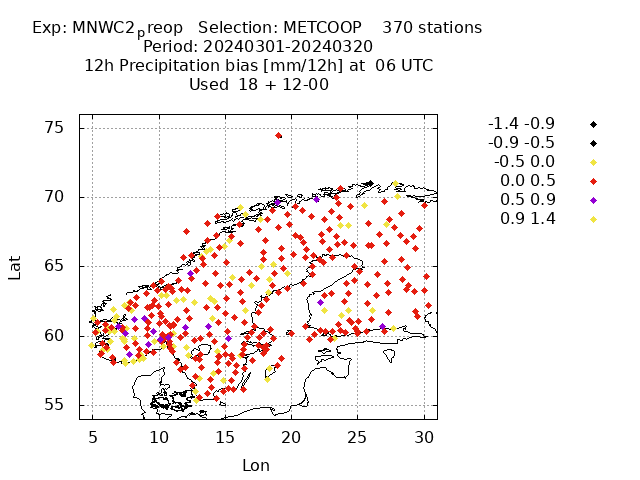 Exp: MNWC2preop   Selection: METCOOP    370 stations
Period: 20240301-20240320
12h Precipitation bias [mm/12h] at  06 UTC
Used  18 + 12-00
-1.4 -0.9
-0.9 -0.5
-0.5 0.0
0.0 0.5
0.5 0.9
0.9 1.4
75
70
65
60
55
Lat
5 10 15 20 25 30
Lon